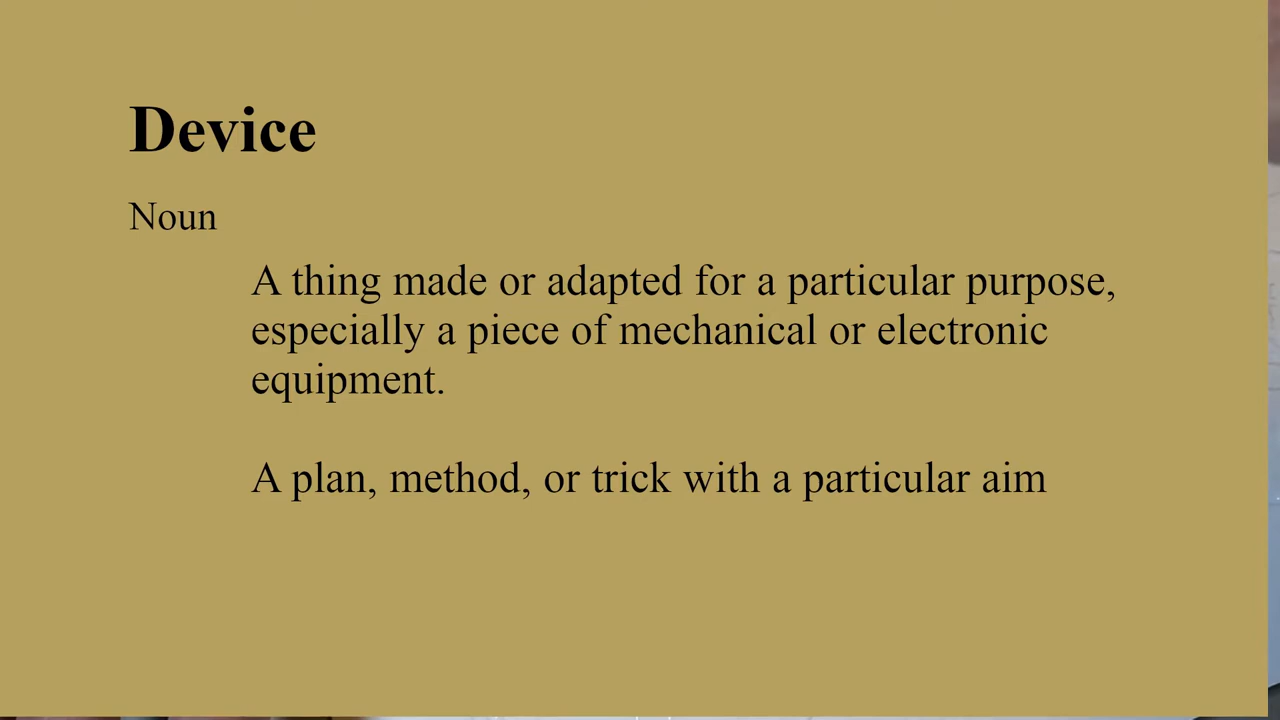 Device
Noun
A thing made or adapted for a particular purpose,
especially a piece of mechanical or electronic
equipment.
A plan, method, or trick with a particular aim